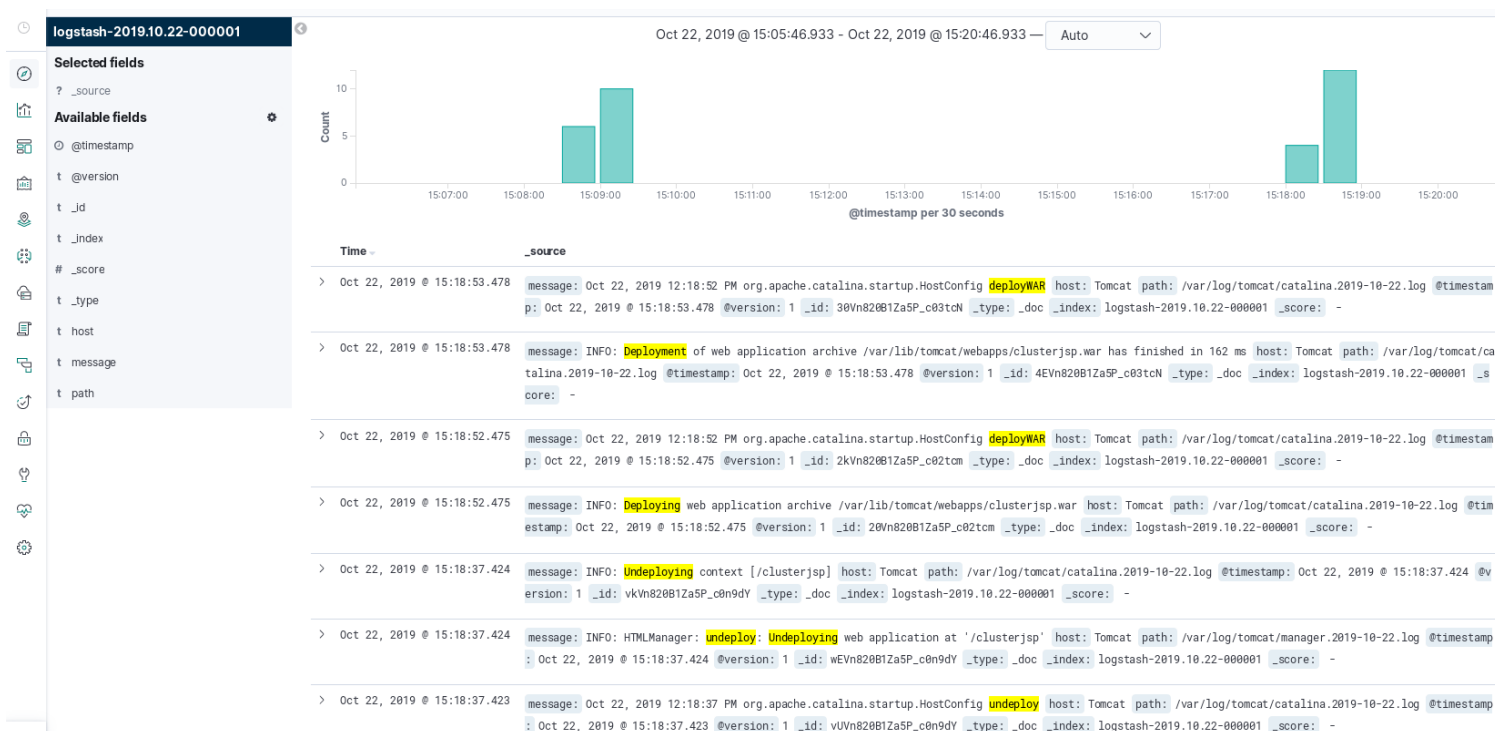 logstash-2019.10.22-000001
Selected fields
? _source
Available fields
@timestamp
t @version
t _id
t _index
# _score
t _type
t host
t message
t path
Oct 22, 2019 @ 15:05:46.933 - Oct 22, 2019 @ 15:20:46.933 — Auto
Count
10
5
0
15:07:00 15:08:00 15:09:00 15:10:00 15:11:00 15:12:00 15:13:00 15:14:00 15:15:00 15:16:00 15:17:00 15:18:00 15:19:00 15:20:00
@timestamp per 30 seconds
Time _source
Oct 22, 2019 @ 15:18:53.478 message: Oct 22, 2019 12:18:52 PM org.apache.catalina.startup.HostConfig deployWAR host: Tomcat path: /var/log/tomcat/catalina.2019-10-22.log @timestam
p: Oct 22, 2019 @ 15:18:53.478 @version: 1 _id: 30Vn820B1Za5P_c03tcN _type: _doc _index: logstash-2019.10.22-000001 _score: -
Oct 22, 2019 @ 15:18:53.478 message: INFO: Deployment of web application archive /var/lib/tomcat/webapps/clusterjsp.war has finished in 162 ms host: Tomcat path: /var/log/tomcat/ca
talina.2019-10-22.log @timestamp: Oct 22, 2019 @ 15:18:53.478 @version: 1 _id: 4EVn820B1Za5P_c03tcN _type: _doc _index: logstash-2019.10.22-000001 _s
core: -
Oct 22, 2019 @ 15:18:52.475 message: Oct 22, 2019 12:18:52 PM org.apache.catalina.startup.HostConfig deployWAR host: Tomcat path: /var/log/tomcat/catalina.2019-10-22.log @timestam
p: Oct 22, 2019 @ 15:18:52.475 @version: 1 _id: 2kVn820B1Za5P_c02tcm _type: _doc _index: logstash-2019.10.22-000001 _score: -
Oct 22, 2019 @ 15:18:52.475 message: INFO: Deploying web application archive /var/lib/tomcat/webapps/clusterjsp.war host: Tomcat path: /var/log/tomcat/catalina.2019-10-22.log @tim
estamp: Oct 22, 2019 @ 15:18:52.475 @version: 1 _id: 20Vn820B1Za5P_c02tcm _type: _doc _index: logstash-2019.10.22-000001 _score: -
Oct 22, 2019 @ 15:18:37.424 message: INFO: Undeploying context [/clusterjsp] host: Tomcat path: /var/log/tomcat/catalina.2019-10-22.log @timestamp: Oct 22, 2019 @ 15:18:37.424 @v
ersion: 1 _id: vkVn820B1Za5P_c0n9dY _type: _doc _index: logstash-2019.10.22-000001 _score: -
Oct 22, 2019 @ 15:18:37.424 message: INFO: HTMLManager: undeploy: Undeploying web application at '/clusterjsp' host: Tomcat path: /var/log/tomcat/manager.2019-10-22.log @timestamp
: Oct 22, 2019 @ 15:18:37.424 @version: 1 _id: wEVn820B1Za5P_c0n9dY _type: _doc _index: logstash-2019.10.22-000001 _score: -
Oct 22, 2019 @ 15:18:37.423 message: Oct 22, 2019 12:18:37 PM org.apache.catalina.startup.HostConfig undeploy host: Tomcat path: /var/log/tomcat/catalina.2019-10-22.log @timestamp
: Oct 22, 2019 @ 15:18:37.423 @version: 1 _id: vUVn820B1Za5P_c0n9dY _type: _doc _index: logstash-2019.10.22-000001 _score: -